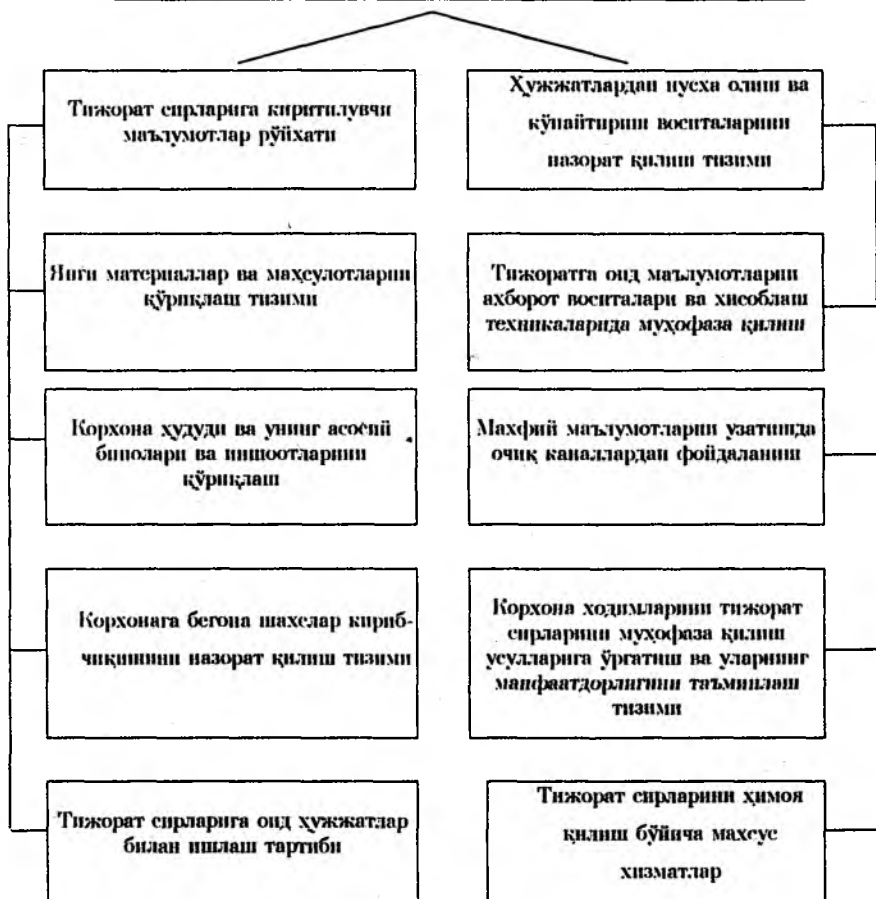 Тижорат сирларига киритилувчи
маълумотлар рўйхати
Ҳужжатлардан нусха олиш ва
кўпайтириш воситаларини
назорат қилиш тизими
Янги материаллар ва маҳсулотларни
қўриқлаш тизими
Тижоратга оид маълумотларни
ахборот воситалари ва хисоблаш
техникаларида муҳофаза қилиш
Корхона ҳудуди ва унинг асосий
бинолари ва иншоотларини
қўриқлаш
Махфий маълумотларни узатишда
очиқ каналлардан фойдаланиш
Корхонага бегона шахслар кириб-
чиқишини назорат қилиш тизими
Корхона ходимларини тижорат
сирларини муҳофаза қилиш
усулларига ўргатиш ва уларнинг
манфаатдорлигини таъминлаш
тизими
Тижорат сирларига оид ҳужжатлар
билан ишлаш тартиби
Тижорат сирларини ҳимоя
қилиш бўйича махсус
хизматлар